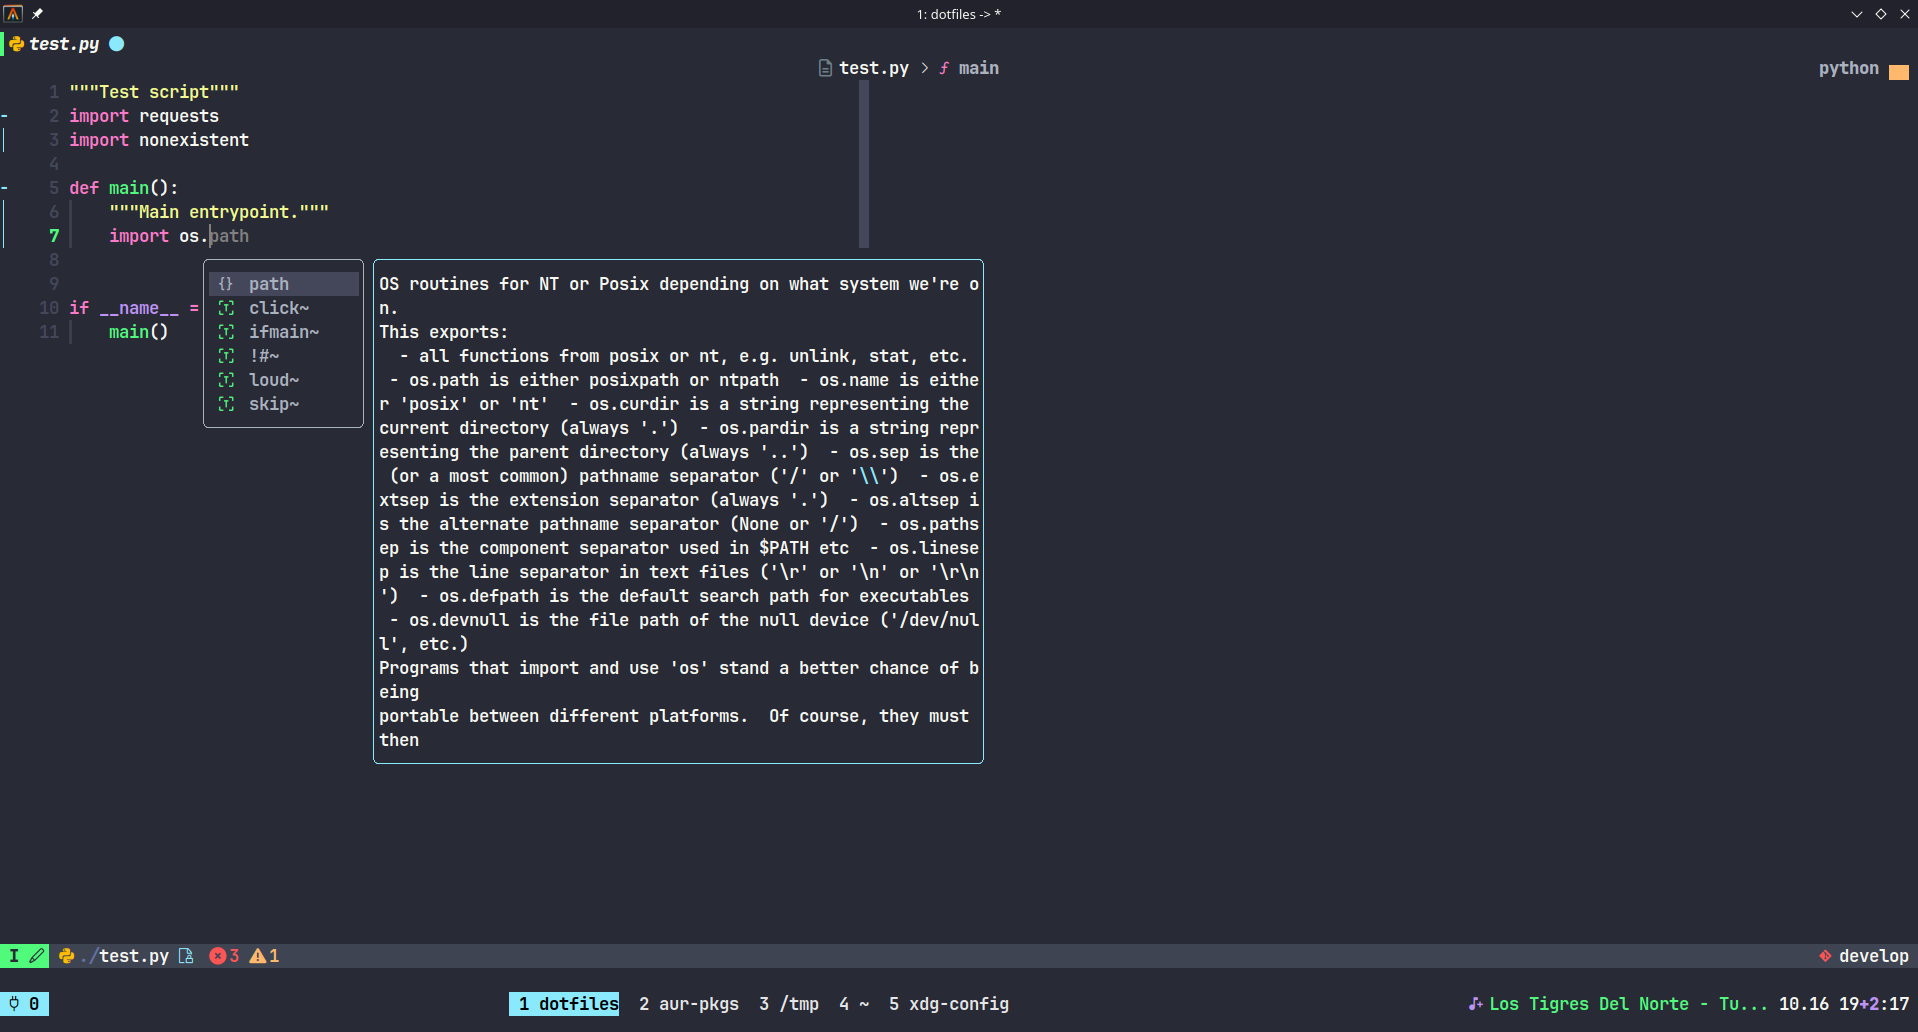 1: dotfiles -> *
test.py
test.py > f main
python
1 """Test script"""
2 import requests
3 import nonexistent
4
5 def main():
6 """Main entrypoint."""
7 import os.path
8
9
10 if __name__ =
11 main()
{} path
[T] click~
[T] ifmain~
[T] !#~
[T] loud~
[T] skip~
OS routines for NT or Posix depending on what system we're o
n.
This exports:
- all functions from posix or nt, e.g. unlink, stat, etc.
- os.path is either posixpath or ntpath  - os.name is eithe
r 'posix' or 'nt'  - os.curdir is a string representing the
current directory (always '.')  - os.pardir is a string repr
esenting the parent directory (always '..')  - os.sep is the
(or a most common) pathname separator ('/' or '\\')  - os.e
xtsep is the extension separator (always '.')  - os.altsep i
s the alternate pathname separator (None or '/')  - os.paths
ep is the component separator used in $PATH etc  - os.linese
p is the line separator in text files ('\r' or '\n' or '\r\n
')  - os.defpath is the default search path for executables
- os.devnull is the file path of the null device ('/dev/nul
l', etc.)
Programs that import and use 'os' stand a better chance of b
eing
portable between different platforms.  Of course, they must
then
I ./test.py 3 1
develop
0
1 dotfiles 2 aur-pkgs 3 /tmp 4 ~ 5 xdg-config
Los Tigres Del Norte - Tu... 10.16 19+2:17